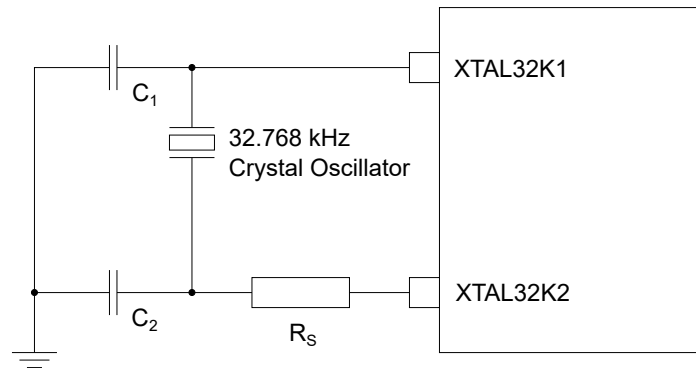 XTAL32K1
C₁
32.768 kHz
Crystal Oscillator
XTAL32K2
C₂
Rₛ